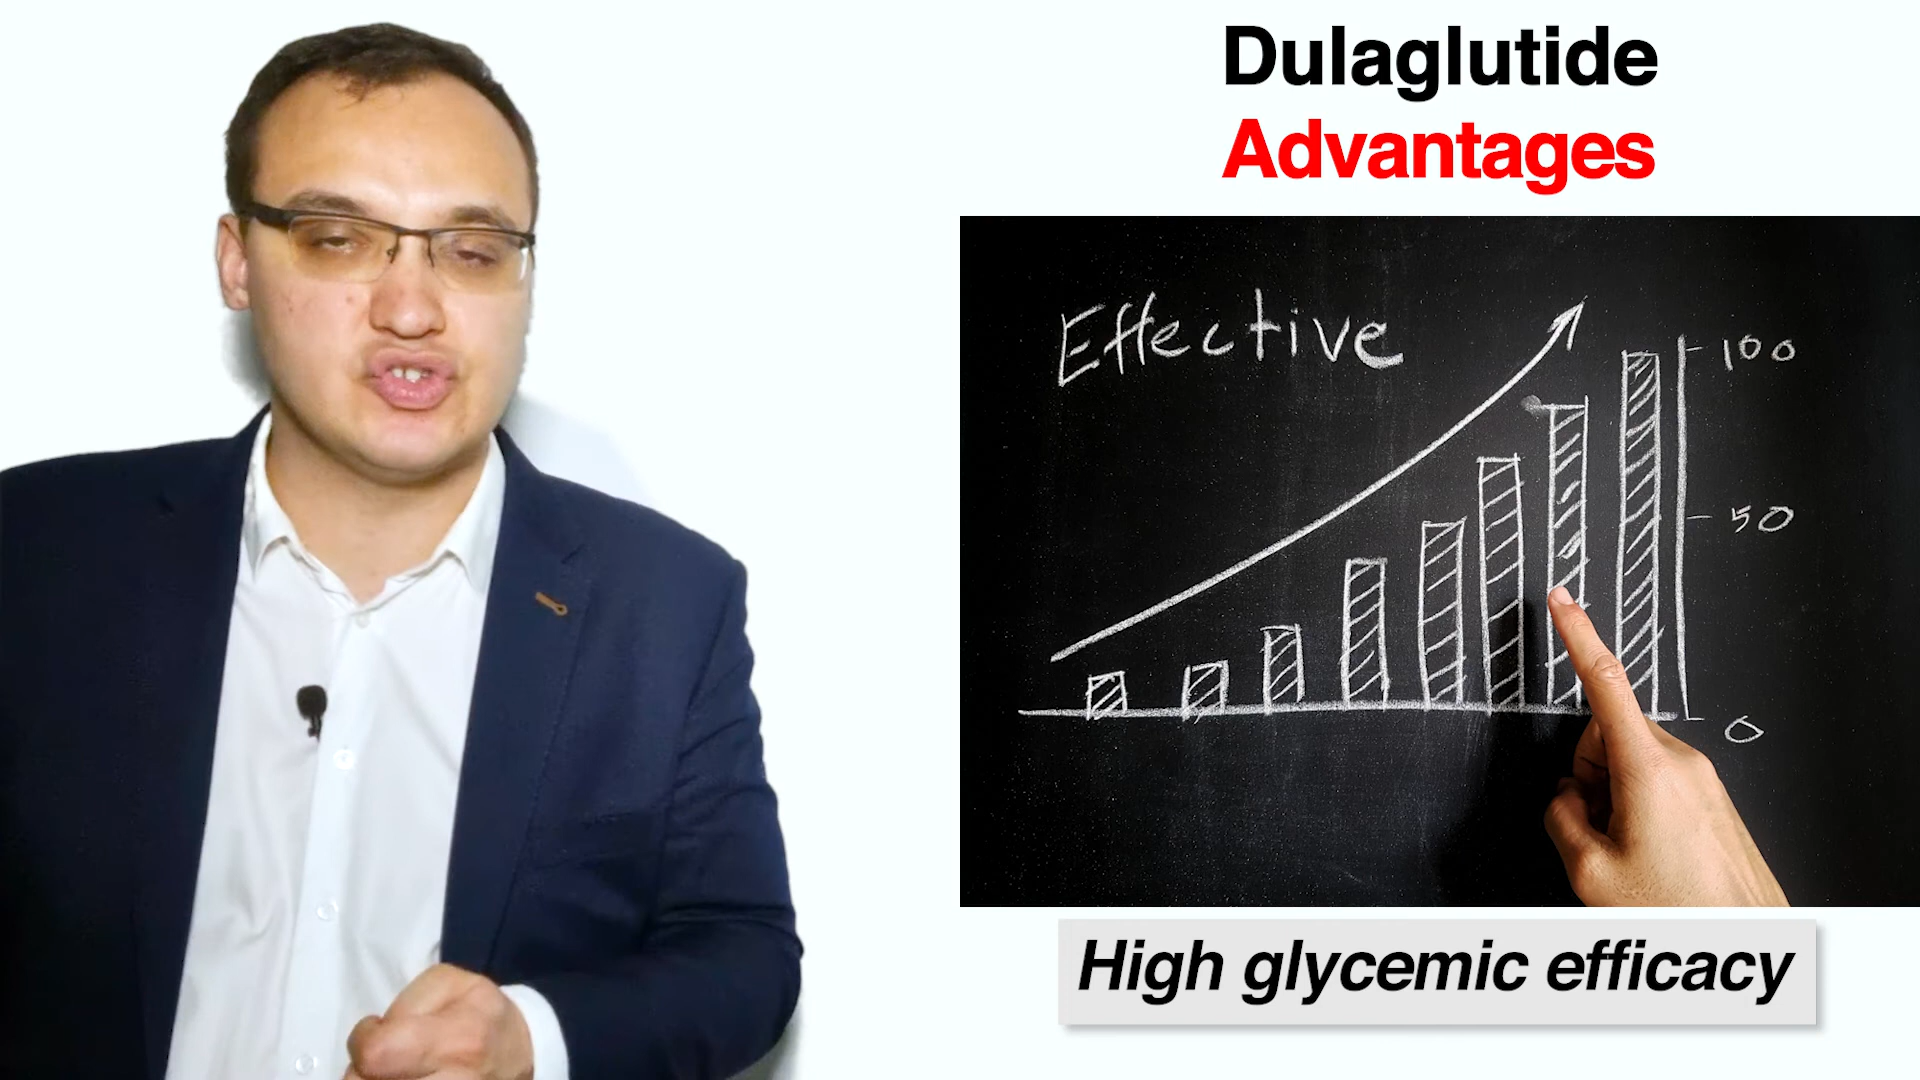 Dulaglutide
Advantages
Effective
100
50
0
High glycemic efficacy